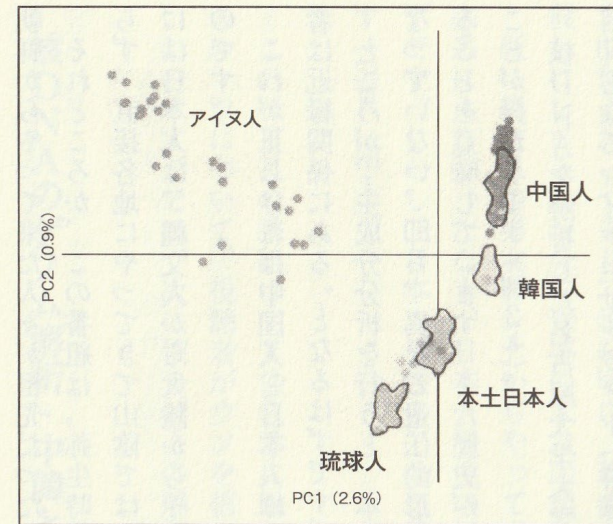 アイヌ人
中国人
韓国人
本土日本人
琉球人
PC2 (0.9%)
PC1 (2.6%)